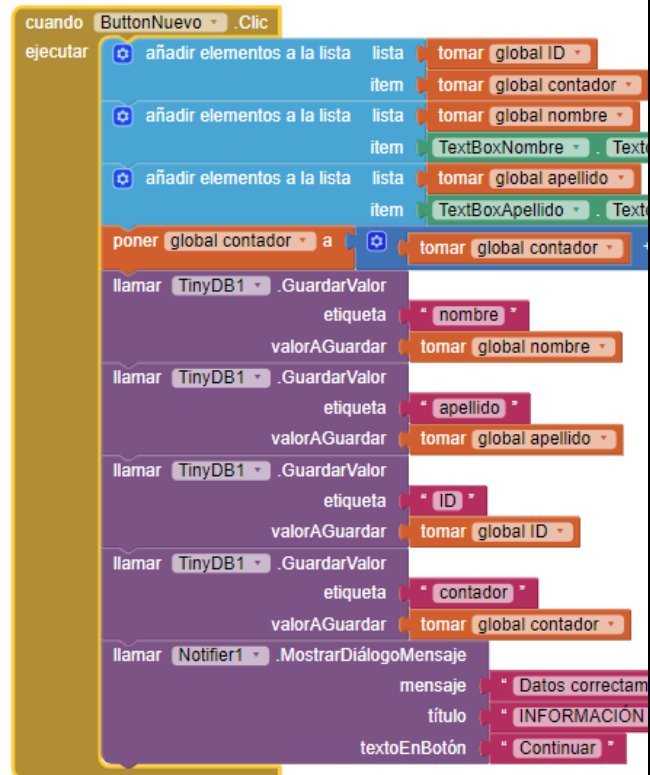 cuando ButtonNuevo .Clic
ejecutar añadir elementos a la lista lista tomar global ID
item tomar global contador
añadir elementos a la lista lista tomar global nombre
item TextBoxNombre .
añadir elementos a la lista lista tomar global apellido
item TextBoxApellido .
poner global contador a tomar global contador +
llamar TinyDB1 .GuardarValor
etiqueta " nombre "
valorAGuardar tomar global nombre
llamar TinyDB1 .GuardarValor
etiqueta " apellido "
valorAGuardar tomar global apellido
llamar TinyDB1 .GuardarValor
etiqueta " ID "
valorAGuardar tomar global ID
llamar TinyDB1 .GuardarValor
etiqueta " contador "
valorAGuardar tomar global contador
llamar Notifier1 .MostrarDiálogoMensaje
mensaje " Datos
título " INFORMACIÓN
textoEnBotón " Continuar "